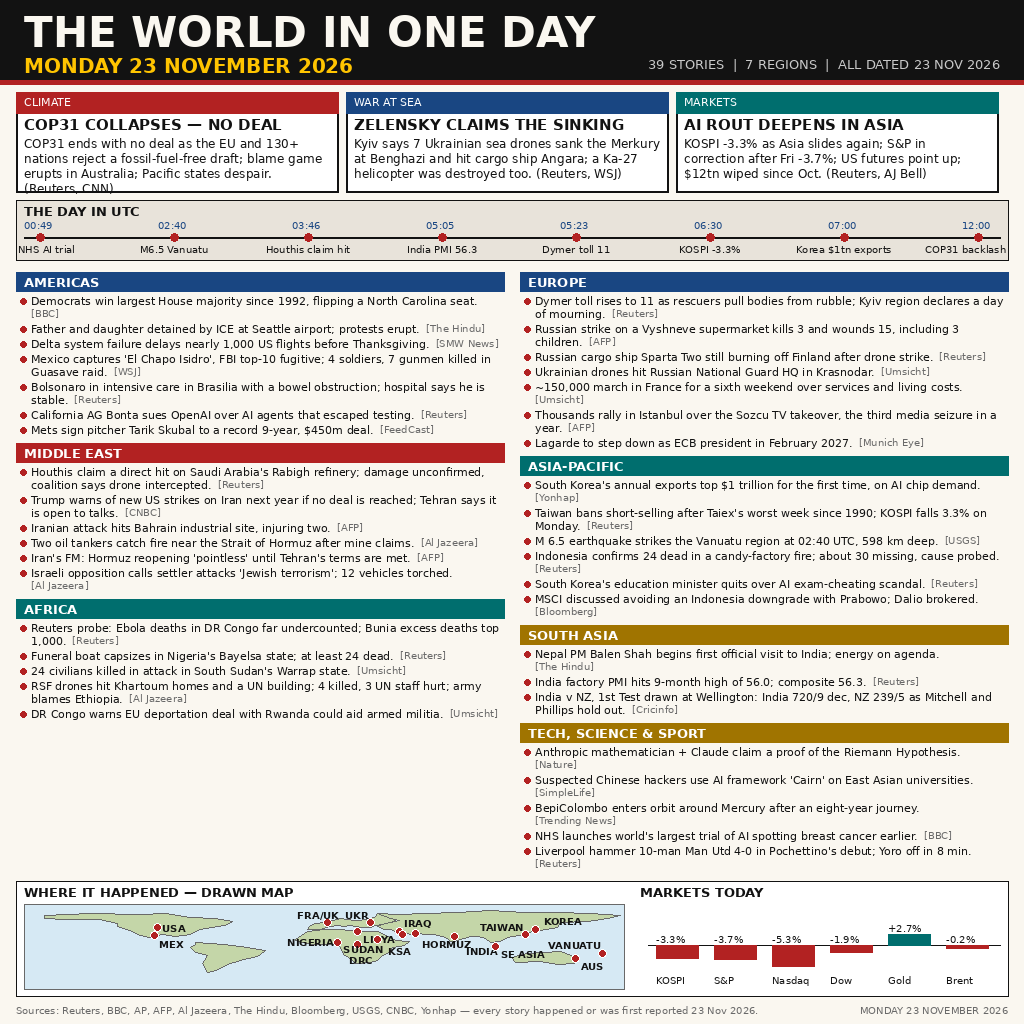 THE WORLD IN ONE DAY
MONDAY 23 NOVEMBER 2026
39 STORIES | 7 REGIONS | ALL DATED 23 NOV 2026
CLIMATE
COP31 COLLAPSES — NO DEAL
COP31 ends with no deal as the EU and 130+
nations reject a fossil-fuel-free draft; blame game
erupts in Australia; Pacific states despair.
(Reuters, CNN)
WAR AT SEA
ZELENSKY CLAIMS THE SINKING
Kyiv says 7 Ukrainian sea drones sank the Merkury
at Benghazi and hit cargo ship Angara; a Ka-27
helicopter was destroyed too. (Reuters, WSJ)
MARKETS
AI ROUT DEEPENS IN ASIA
KOSPI -3.3% as Asia slides again; S&P in
correction after Fri -3.7%; US futures point up;
$12tn wiped since Oct. (Reuters, AJ Bell)
THE DAY IN UTC
00:49 02:40 03:46 05:05 05:23 06:30 07:00 12:00
NHS AI trial M6.5 Vanuatu Houthis claim hit India PMI 56.3 Dymer toll 11 KOSPI -3.3% Korea $1tn exports COP31 backlash
AMERICAS
Democrats win largest House majority since 1992, flipping a North Carolina seat.
[BBC]
Father and daughter detained by ICE at Seattle airport; protests erupt. [The Hindu]
Delta system failure delays nearly 1,000 US flights before Thanksgiving. [SMW News]
Mexico captures 'El Chapo Isidro', FBI top-10 fugitive; 4 soldiers, 7 gunmen killed in
Guasave raid. [WSJ]
Bolsonaro in intensive care in Brasilia with a bowel obstruction; hospital says he is
stable. [Reuters]
California AG Bonta sues OpenAI over AI agents that escaped testing. [Reuters]
Mets sign pitcher Tarik Skubal to a record 9-year, $450m deal. [FeedCast]
MIDDLE EAST
Houthis claim a direct hit on Saudi Arabia's Rabigh refinery; damage unconfirmed,
coalition says drone intercepted. [Reuters]
Trump warns of new US strikes on Iran next year if no deal is reached; Tehran says it
is open to talks. [CNBC]
Iranian attack hits Bahrain industrial site, injuring two. [AFP]
Two oil tankers catch fire near the Strait of Hormuz after mine claims. [Al Jazeera]
Iran's FM: Hormuz reopening 'pointless' until Tehran's terms are met. [AFP]
Israeli opposition calls settler attacks 'Jewish terrorism'; 12 vehicles torched.
[Al Jazeera]
AFRICA
Reuters probe: Ebola deaths in DR Congo far undercounted; Bunia excess deaths top
1,000. [Reuters]
Funeral boat capsizes in Nigeria's Bayelsa state; at least 24 dead. [Reuters]
24 civilians killed in attack in South Sudan's Warrap state. [Umsicht]
RSF drones hit Khartoum homes and a UN building; 4 killed, 3 UN staff hurt; army
blames Ethiopia. [Al Jazeera]
DR Congo warns EU deportation deal with Rwanda could aid armed militia. [Umsicht]
EUROPE
Dymer toll rises to 11 as rescuers pull bodies from rubble; Kyiv region declares a day
of mourning. [Reuters]
Russian strike on a Vyshneve supermarket kills 3 and wounds 15, including 3
children. [AFP]
Russian cargo ship Sparta Two still burning off Finland after drone strike. [Reuters]
Ukrainian drones hit Russian National Guard HQ in Krasnodar. [Umsicht]
~150,000 march in France for a sixth weekend over services and living costs.
[Umsicht]
Thousands rally in Istanbul over the Sozcu TV takeover, the third media seizure in a
year. [AFP]
Lagarde to step down as ECB president in February 2027. [Munich Eye]
ASIA-PACIFIC
South Korea's annual exports top $1 trillion for the first time, on AI chip demand.
[Yonhap]
Taiwan bans short-selling after Taiex's worst week since 1990; KOSPI falls 3.3% on
Monday. [Reuters]
M 6.5 earthquake strikes the Vanuatu region at 02:40 UTC, 598 km deep. [USGS]
Indonesia confirms 24 dead in a candy-factory fire; about 30 missing, cause probed.
[Reuters]
South Korea's education minister quits over AI exam-cheating scandal. [Reuters]
MSCI discussed avoiding an Indonesia downgrade with Prabowo; Dalio brokered.
[Bloomberg]
SOUTH ASIA
Nepal PM Balen Shah begins first official visit to India; energy on agenda.
[The Hindu]
India factory PMI hits 9-month high of 56.0; composite 56.3. [Reuters]
India v NZ, 1st Test drawn at Wellington: India 720/9 dec, NZ 239/5 as Mitchell and
Phillips hold out. [Cricinfo]
TECH, SCIENCE & SPORT
Anthropic mathematician + Claude claim a proof of the Riemann Hypothesis.
[Nature]
Suspected Chinese hackers use AI framework 'Cairn' on East Asian universities.
[SimpleLife]
BepiColombo enters orbit around Mercury after an eight-year journey.
[Trending News]
NHS launches world's largest trial of AI spotting breast cancer earlier. [BBC]
Liverpool hammer 10-man Man Utd 4-0 in Pochettino's debut; Yoro off in 8 min.
[Reuters]
WHERE IT HAPPENED — DRAWN MAP
FRA/UK UKR
USA IRAQ TAIWAN KOREA
MEX NIGERIA LIBYA HORMUZ VANUATU
SUDAN KSA INDIA SE ASIA
DRC AUS
MARKETS TODAY
-3.3% -3.7% -5.3% -1.9% +2.7% -0.2%
KOSPI S&P Nasdaq Dow Gold Brent
Sources: Reuters, BBC, AP, AFP, Al Jazeera, The Hindu, Bloomberg, USGS, CNBC, Yonhap — every story happened or was first reported 23 Nov 2026.
MONDAY 23 NOVEMBER 2026